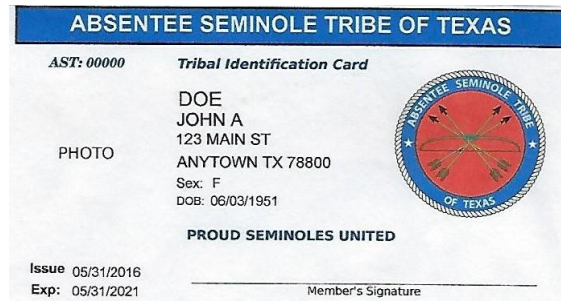 ABSENTEE SEMINOLE TRIBE OF TEXAS
AST: 00000
Tribal Identification Card
DOE
JOHN A
123 MAIN ST
ANYTOWN TX 78800
Sex: F
DOB: 06/03/1951
PHOTO
ABSENTEE SEMINOLE TRIBE
OF TEXAS
PROUD SEMINOLES UNITED
Issue 05/31/2016
Exp: 05/31/2021
Member's Signature